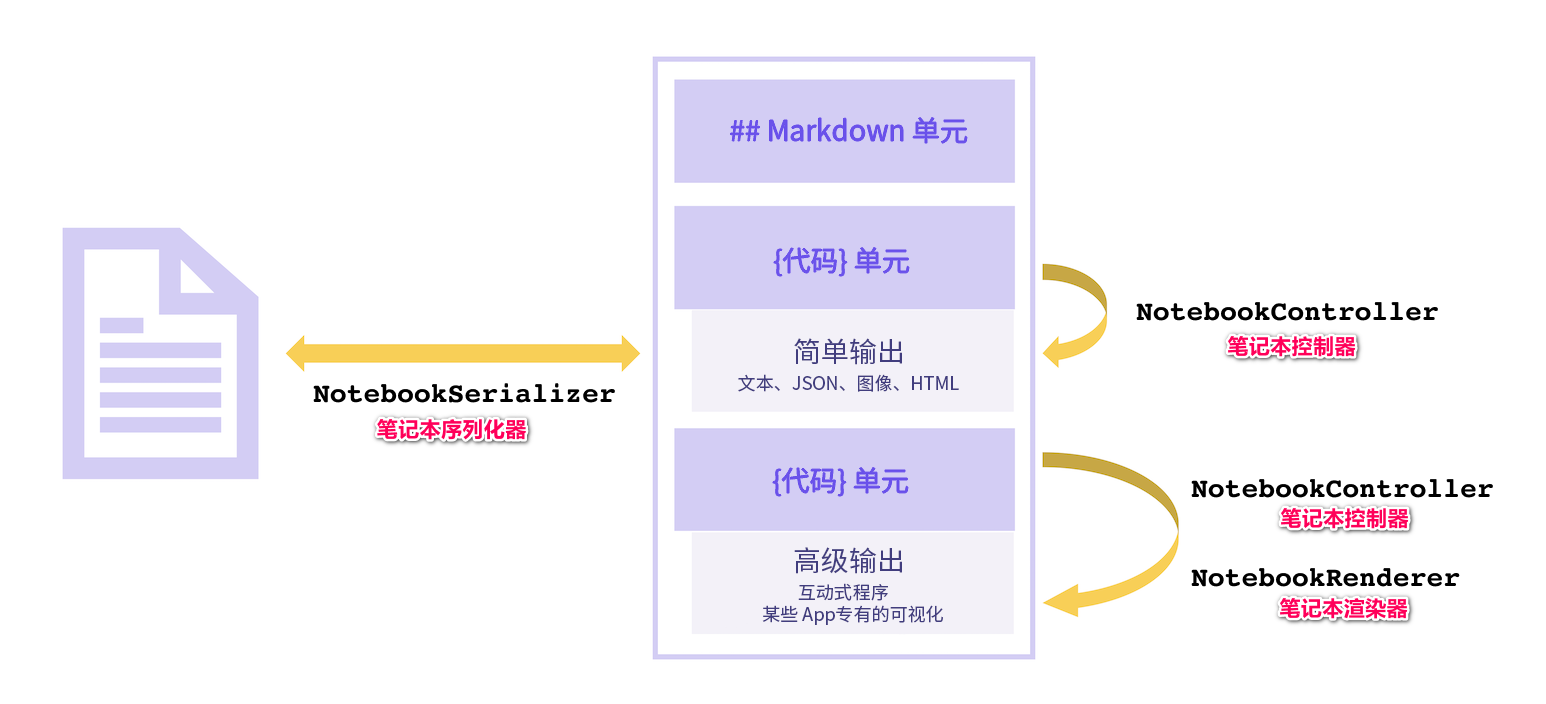 ## Markdown 单元
{代码} 单元
NotebookController
笔记本控制器
简单输出
文本、JSON、图像、HTML
NotebookSerializer
笔记本序列化器
{代码} 单元
NotebookController
笔记本控制器
高级输出
互动式程序
某些 App专有的可视化
NotebookRenderer
笔记本渲染器